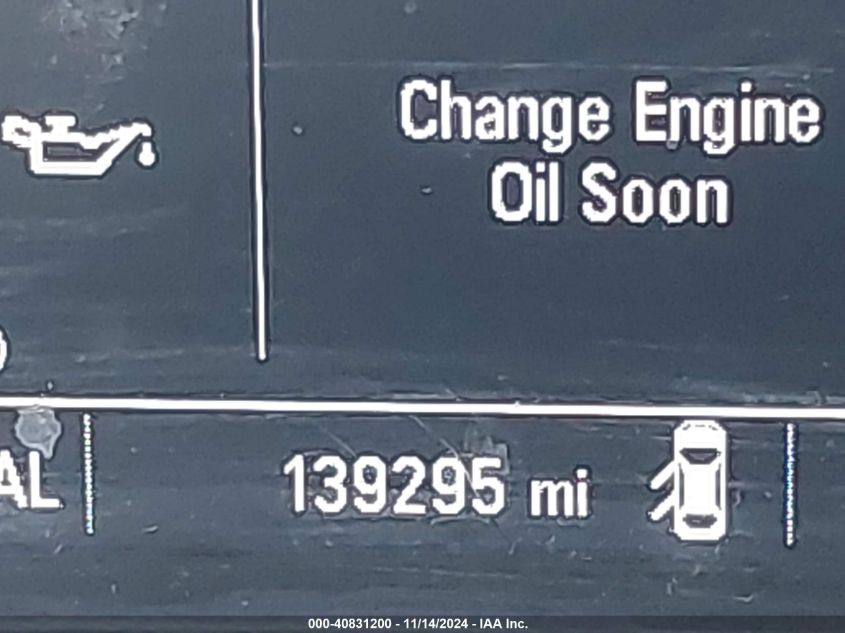 Change Engine
Oil Soon
AL
139295 mi
000-40831200 - 11/14/2024 - IAA Inc.